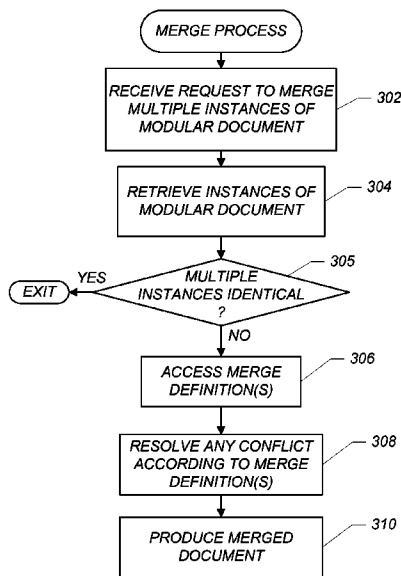 MERGE PROCESS
RECEIVE REQUEST TO MERGE
MULTIPLE INSTANCES OF
MODULAR DOCUMENT
302
RETRIEVE INSTANCES OF
MODULAR DOCUMENT
304
305
EXIT
YES
MULTIPLE
INSTANCES IDENTICAL
?
NO
ACCESS MERGE
DEFINITION(S)
306
RESOLVE ANY CONFLICT
ACCORDING TO MERGE
DEFINITION(S)
308
PRODUCE MERGED
DOCUMENT
310